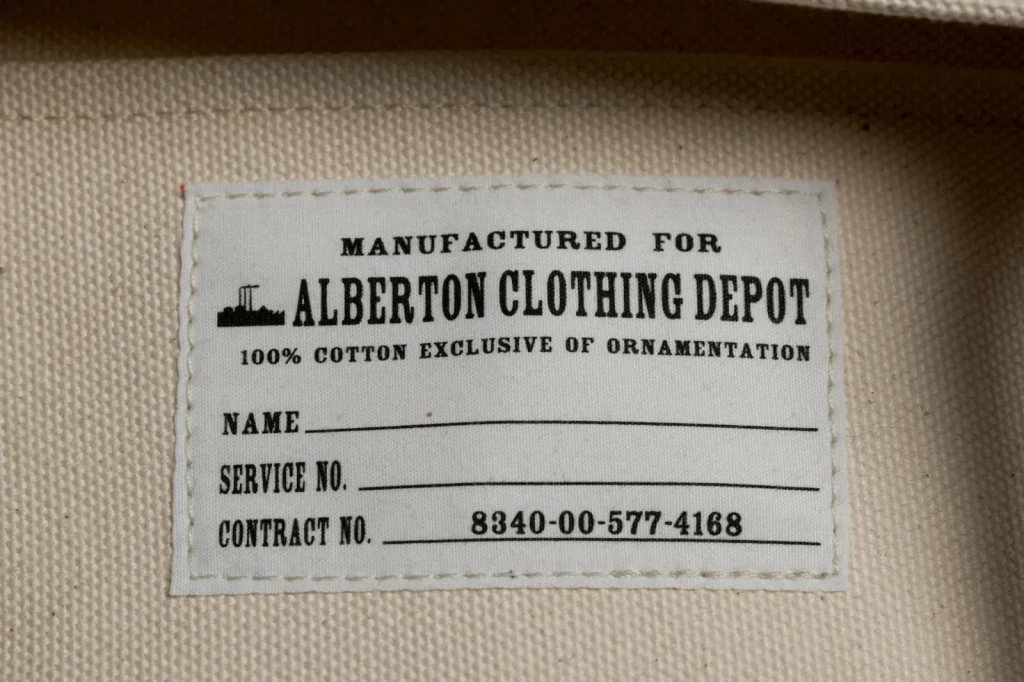 MANUFACTURED FOR
ALBERTON CLOTHING DEPOT
100% COTTON EXCLUSIVE OF ORNAMENTATION
NAME
SERVICE NO.
CONTRACT NO. 8340-00-577-4168